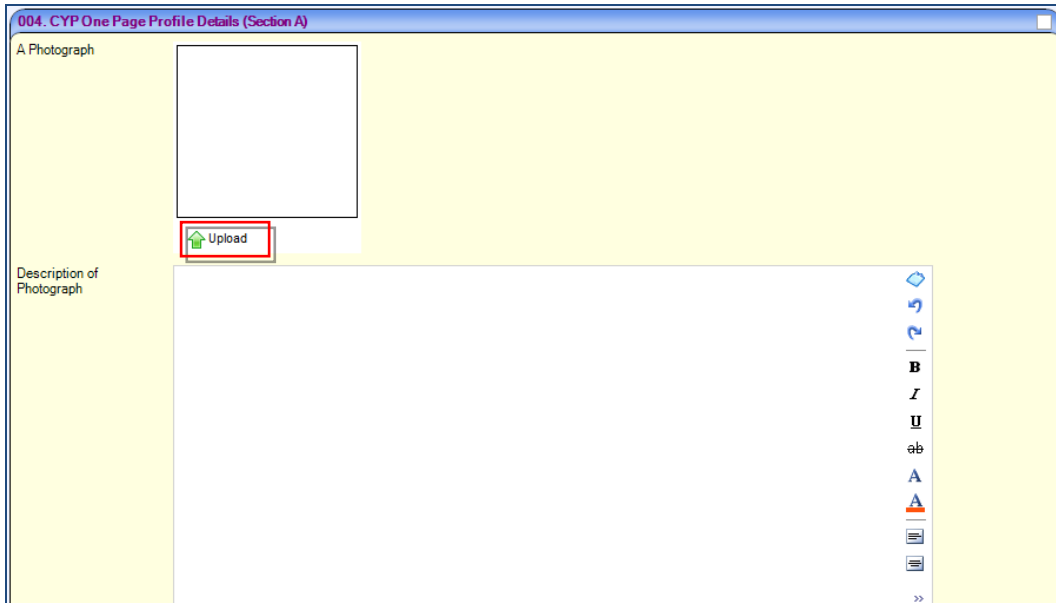 004. CYP One Page Profile Details (Section A)
A Photograph
Upload
Description of
Photograph
B
I
U
ab
A
A
»